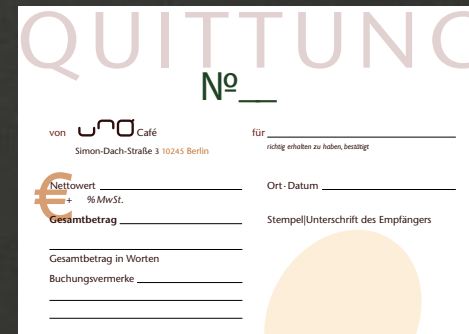 QUITTUNG
Nº__
von uno Café
Simon-Dach-Straße 3 10245 Berlin
für
richtig erhalten zu haben, bestätigt
€
Nettowert
+ % MwSt.
Gesamtbetrag
Ort · Datum
Stempel|Unterschrift des Empfängers
Gesamtbetrag in Worten
Buchungsvermerke